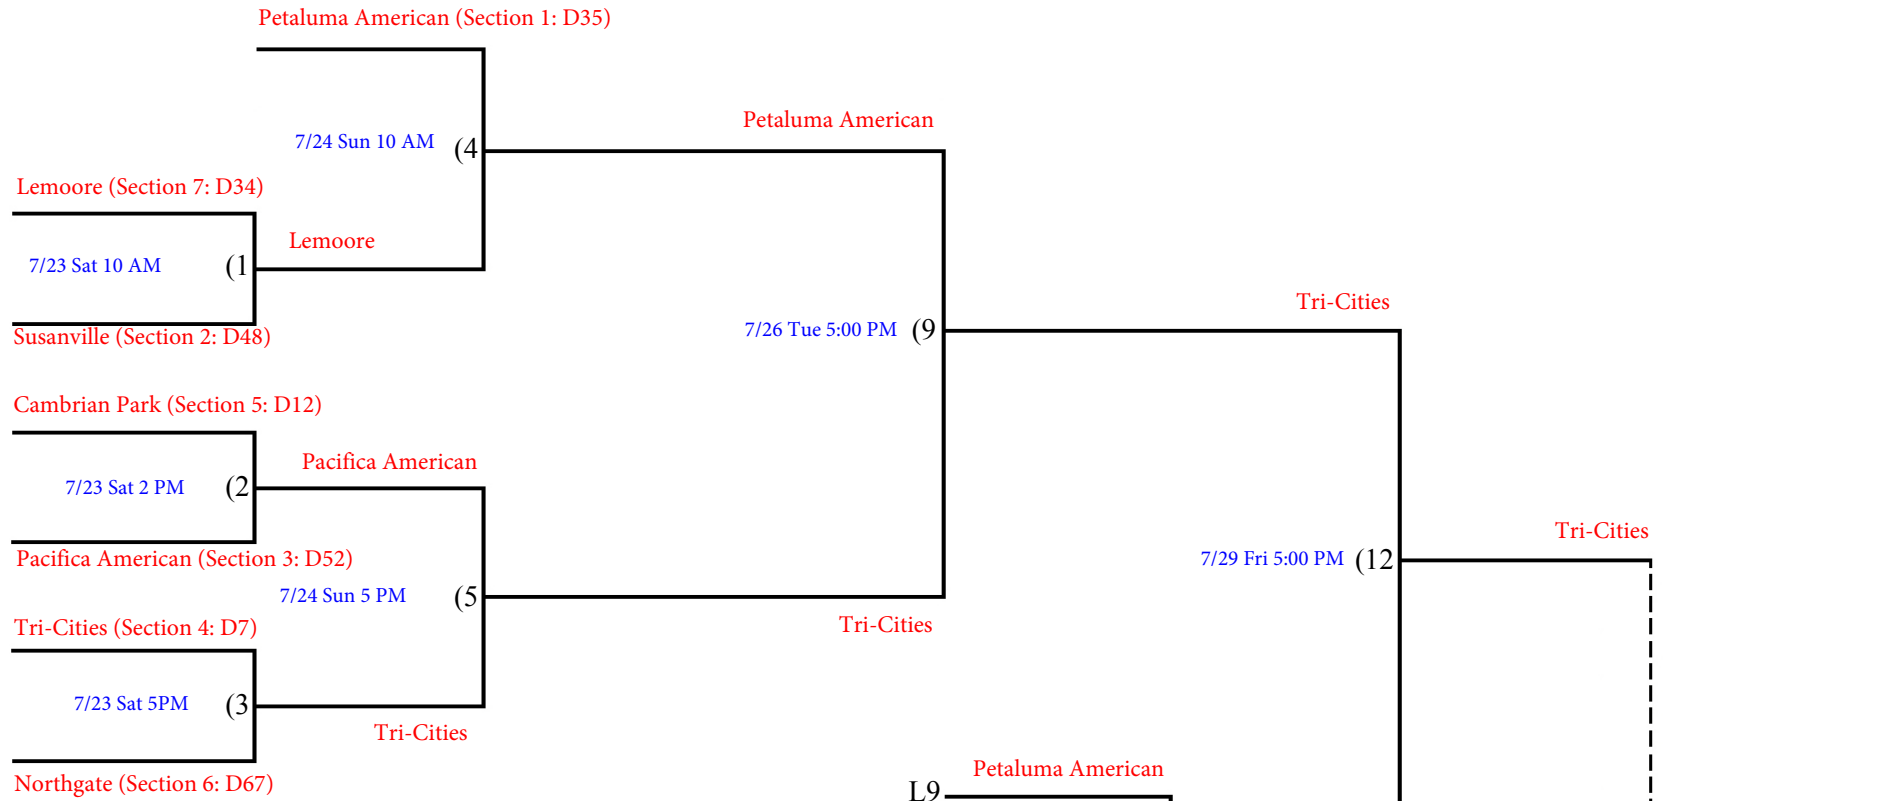 Petaluma American (Section 1: D35)
Petaluma American
7/24 Sun 10 AM (4
Lemoore (Section 7: D34)
Lemoore
7/23 Sat 10 AM (1
Tri-Cities
7/26 Tue 5:00 PM (9
Susanville (Section 2: D48)
Cambrian Park (Section 5: D12)
Pacifica American
7/23 Sat 2 PM (2
Tri-Cities
Pacifica American (Section 3: D52)
7/29 Fri 5:00 PM (12
7/24 Sun 5 PM (5
Tri-Cities (Section 4: D7)
Tri-Cities
7/23 Sat 5PM (3
Tri-Cities
Petaluma American
Northgate (Section 6: D67)
L9